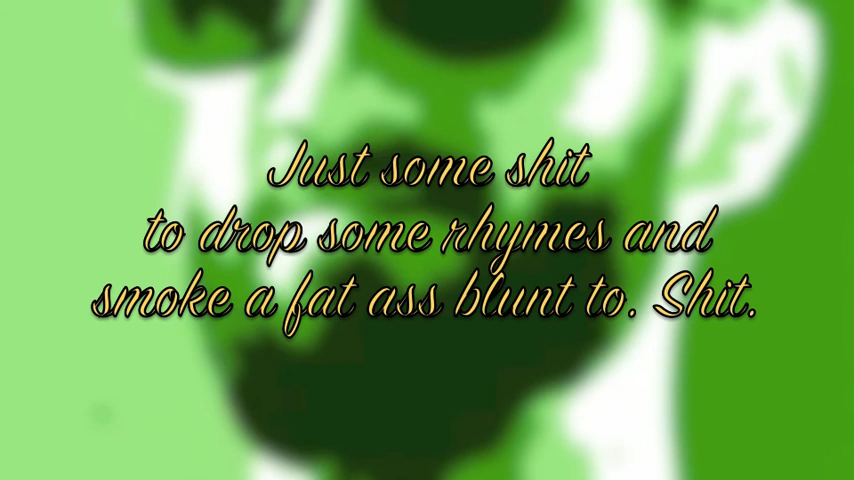 Just some shit
to drop some rhymes and
smoke a fat ass blunt to. Shit.